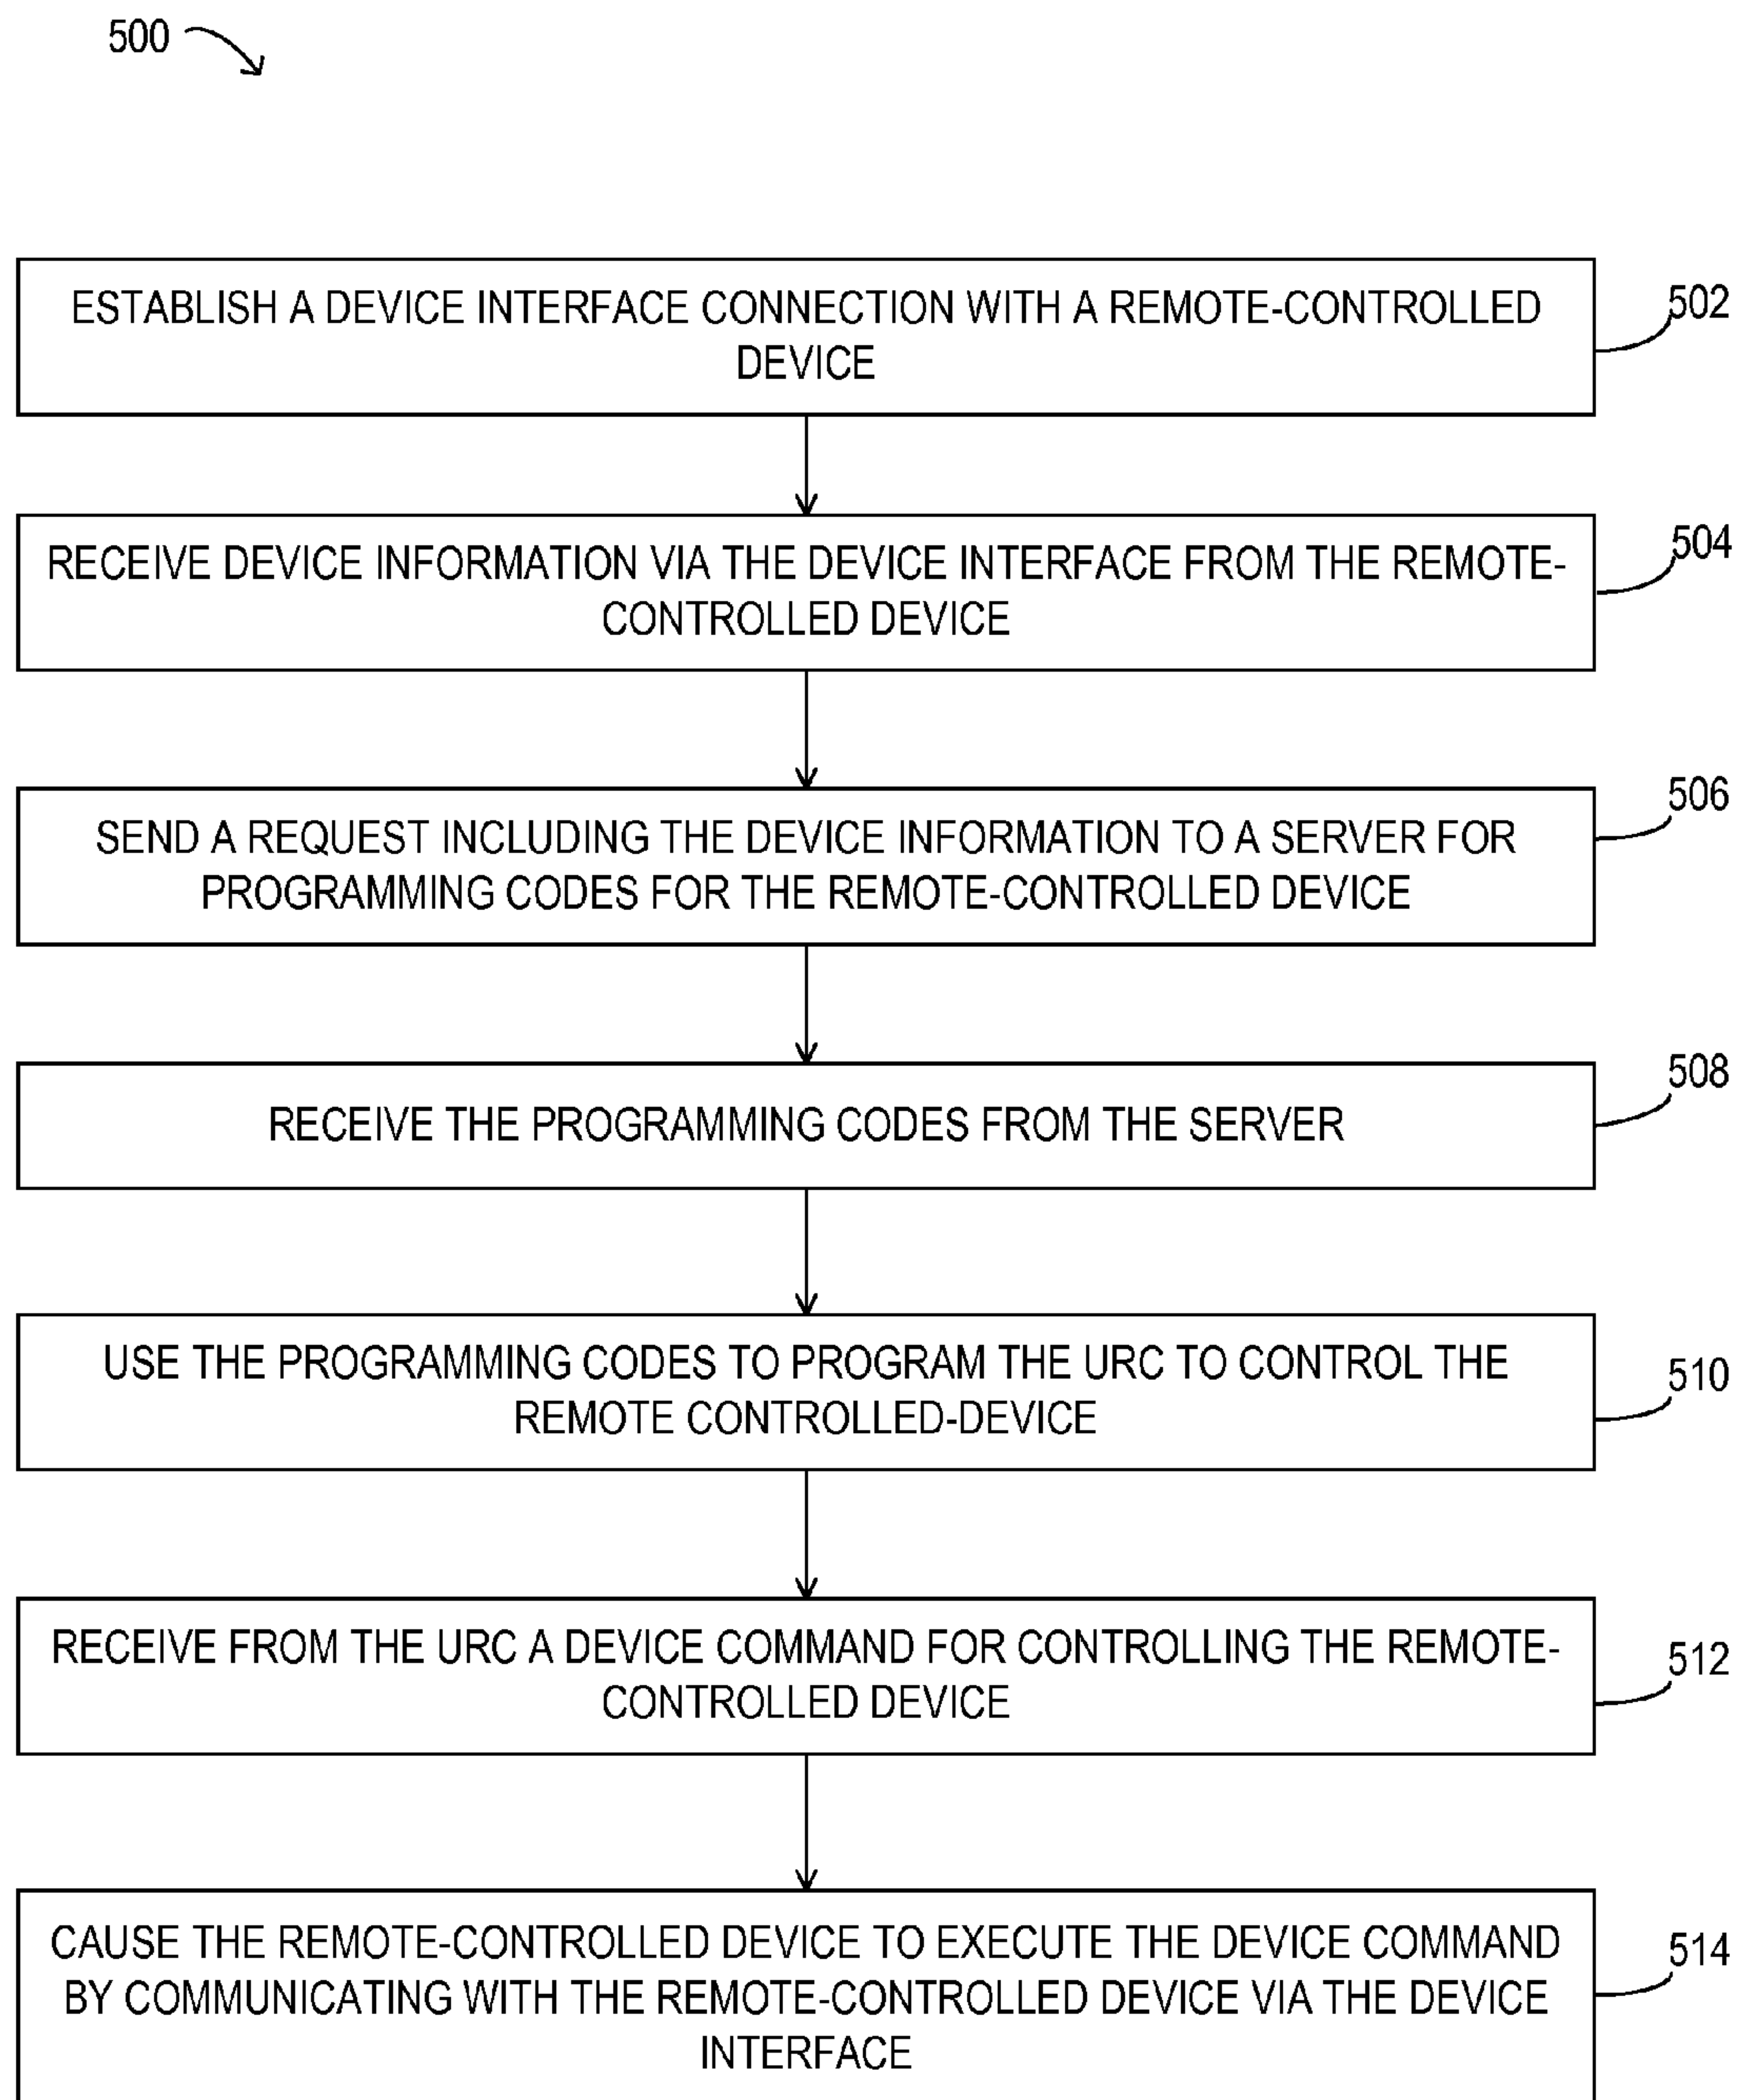 500
ESTABLISH A DEVICE INTERFACE CONNECTION WITH A REMOTE-CONTROLLED
DEVICE
502
RECEIVE DEVICE INFORMATION VIA THE DEVICE INTERFACE FROM THE REMOTE-
CONTROLLED DEVICE
504
SEND A REQUEST INCLUDING THE DEVICE INFORMATION TO A SERVER FOR
PROGRAMMING CODES FOR THE REMOTE-CONTROLLED DEVICE
506
RECEIVE THE PROGRAMMING CODES FROM THE SERVER
508
USE THE PROGRAMMING CODES TO PROGRAM THE URC TO CONTROL THE
REMOTE CONTROLLED-DEVICE
510
RECEIVE FROM THE URC A DEVICE COMMAND FOR CONTROLLING THE REMOTE-
CONTROLLED DEVICE
512
CAUSE THE REMOTE-CONTROLLED DEVICE TO EXECUTE THE DEVICE COMMAND
BY COMMUNICATING WITH THE REMOTE-CONTROLLED DEVICE VIA THE DEVICE
INTERFACE
514